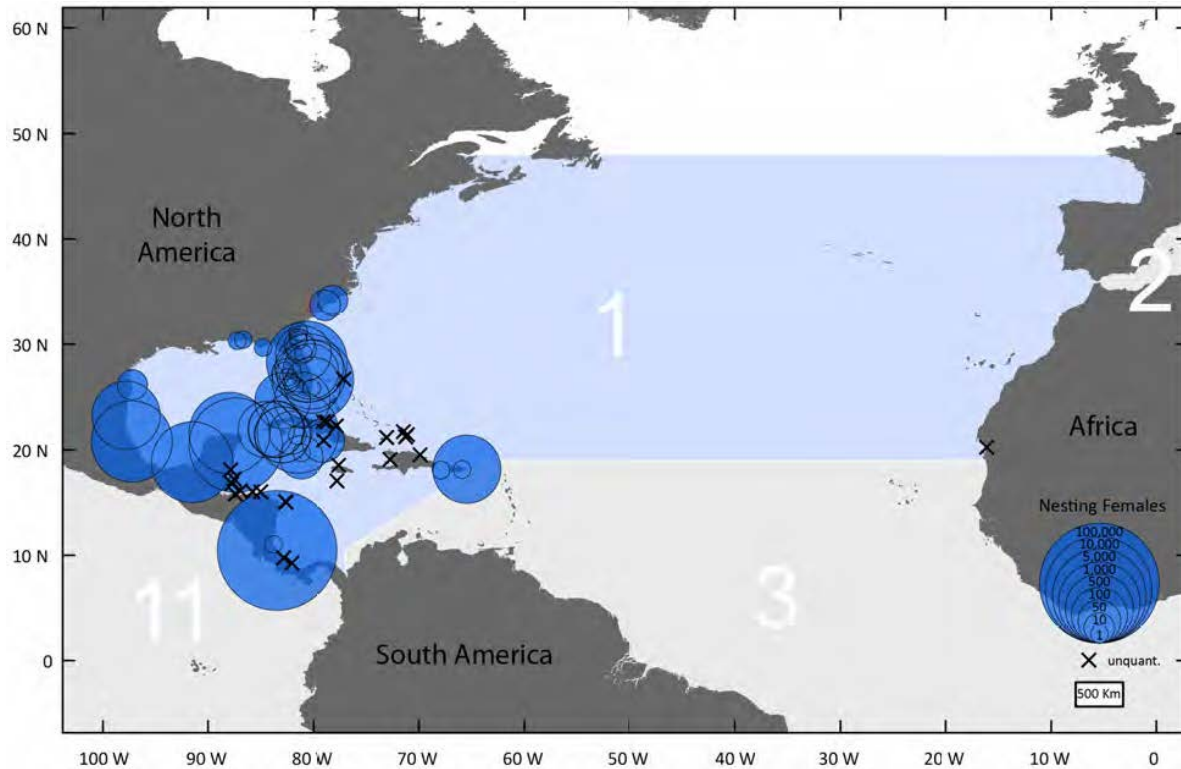 60 N
50 N
40 N
30 N
20 N
10 N
0
North
America
1
2
Africa
Nesting Females
100,000
10,000
5,000
1,000
500
100
50
10
1
11
3
South America
unquant.
500 Km
100 W
90 W
80 W
70 W
60 W
50 W
40 W
30 W
20 W
10 W
0